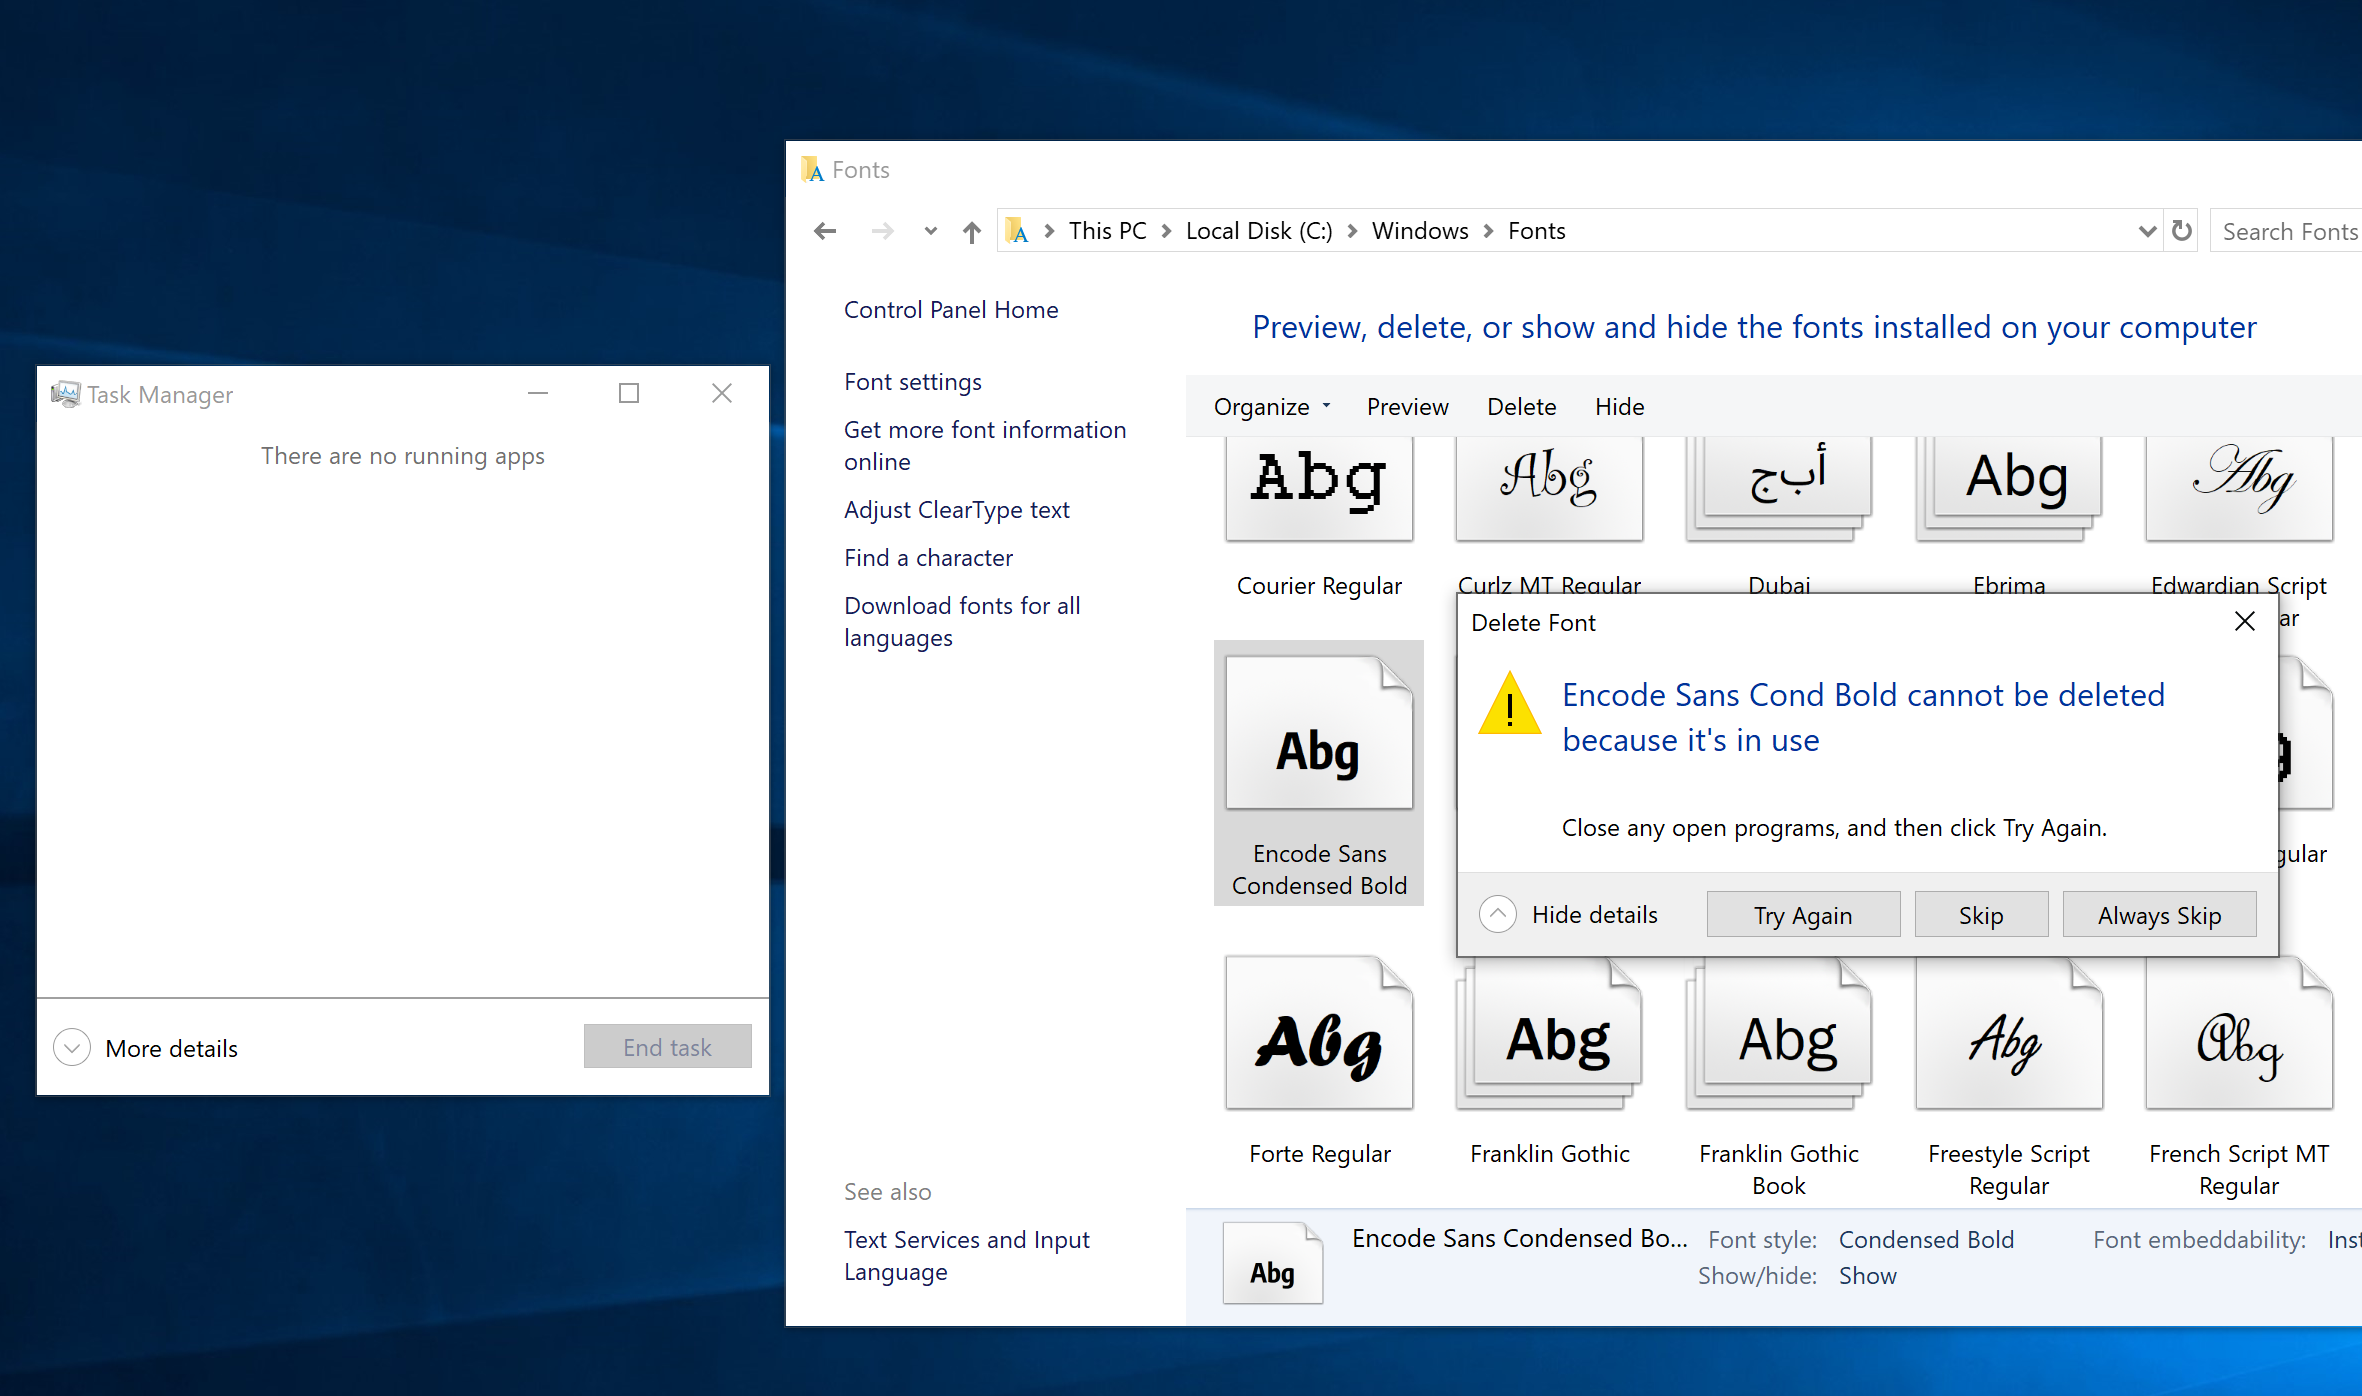 Task Manager
There are no running apps
More details
End task
Fonts
This PC
Local Disk (C:)
Windows
Fonts
Search Fonts
Control Panel Home
Font settings
Get more font information
online
Adjust ClearType text
Find a character
Download fonts for all
languages
See also
Text Services and Input
Language
Preview, delete, or show and hide the fonts installed on your computer
Organize
Preview
Delete
Hide
Abg
Abg
أبج
Abg
Abg
Courier Regular
Curlz MT Regular
Dubai
Ebrima
Edwardian Script
Abg
Encode Sans
Condensed Bold
Delete Font
Encode Sans Cond Bold cannot be deleted
because it's in use
Close any open programs, and then click Try Again.
Hide details
Try Again
Skip
Always Skip
Abg
Abg
Abg
Abg
Abg
Forte Regular
Franklin Gothic
Franklin Gothic
Book
Freestyle Script
Regular
French Script MT
Regular
Abg
Encode Sans Condensed Bo...
Font style: Condensed Bold
Show/hide: Show
Font embeddability: